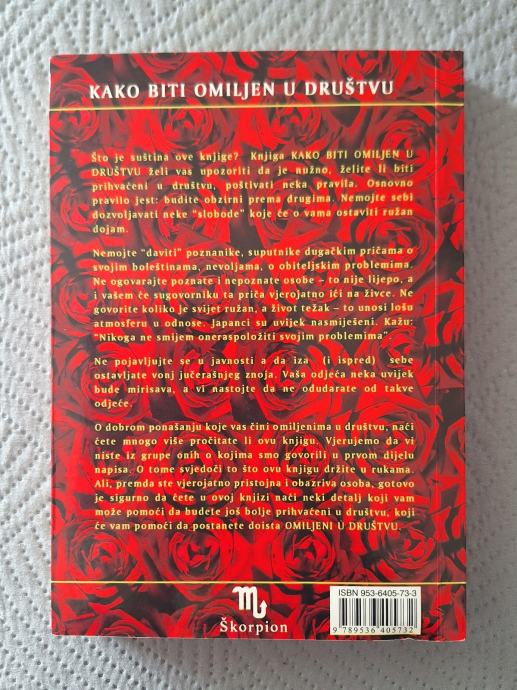 KAKO BITI OMILJEN U DRUŠTVU
Što je suština ove knjige? Knjiga KAKO BITI OMILJEN U
DRUŠTVU želi vas upozoriti da je nužno, želite li biti
prihvaćeni u društvu, poštivati neka pravila. Osnovno
pravilo jest: budite obzirni prema drugima. Nemojte sebi
dozvoljavati neke "slobode" koje će o vama ostaviti ružan
dojam.
Nemojte "daviti" poznanike, suputnike dugačkim pričama o
svojim boleštinama, nevoljama, o obiteljskim problemima.
Ne ogovarajte poznate i nepoznate osobe – to nije lijepo, a
i vašem će sugovorniku ta priča vjerojatno ići na živce. Ne
govorite koliko je svijet ružan, a život težak – to unosi lošu
atmosferu u odnose. Japanci su uvijek nasmiješeni. Kažu:
"Nikoga ne smijem oneraspoložiti svojim problemima".
Ne pojavljujte se u javnosti a da iza (i ispred) sebe
ostavljate vonj jučerašnjeg znoja. Vaša odjeća neka uvijek
bude mirisava, a vi nastojte da ne odudarate od takve
odjeće.
O dobrom ponašanju koje vas čini omiljenima u društvu, naći
ćete mnogo više pročitate li ovu knjigu. Vjerujemo da vi
niste iz grupe onih o kojima smo govorili u prvom dijelu
napisa. O tome svjedoči to što ovu knjigu držite u rukama.
Ali, premda ste vjerojatno pristojna i obazriva osoba, gotovo
je sigurno da ćete u ovoj knjizi naći neki detalj koji vam
može pomoći da budete još bolje prihvaćeni u društvu, koji
će vam pomoći da postanete doista OMILJENI U DRUŠTVU.
ISBN 953-6405-73-3
9 789536 405732
Škorpion